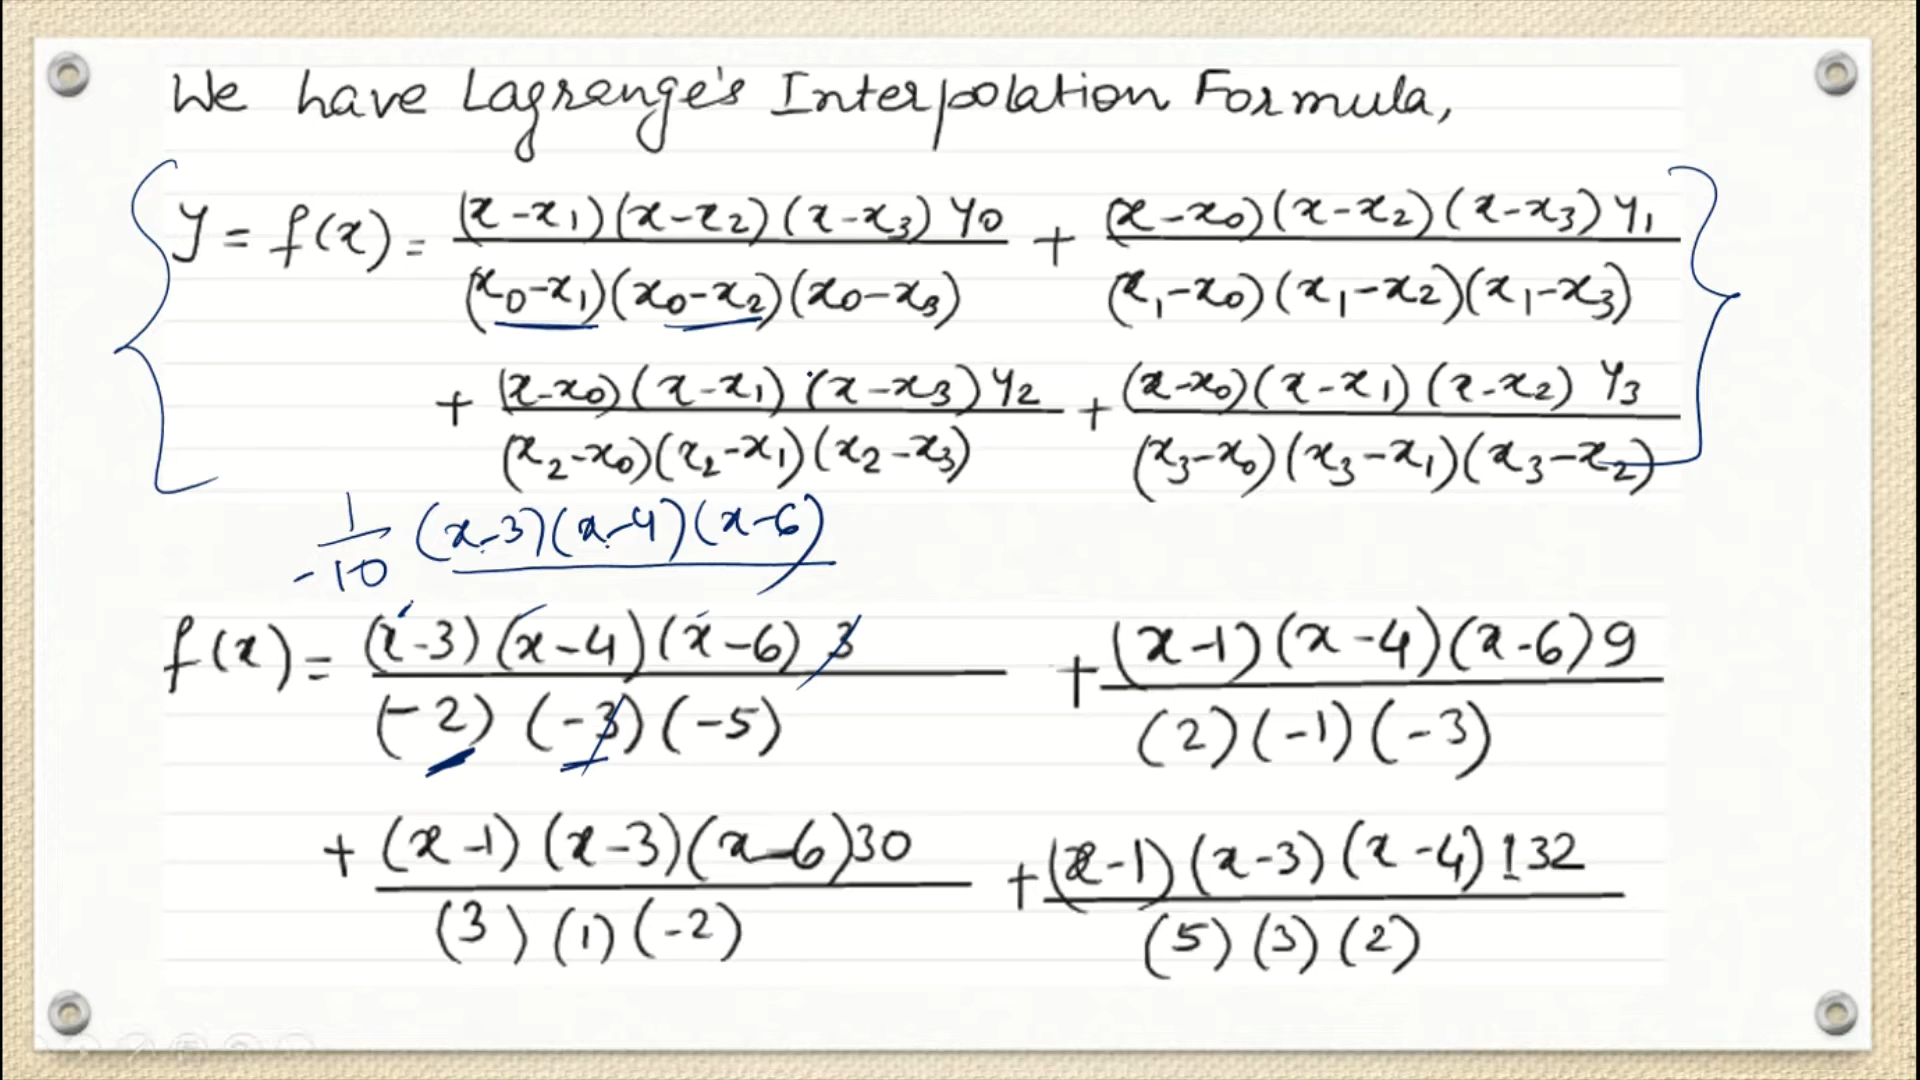 We have Lagrange's Interpolation Formula,
y = f(x) = (x-x₁)(x-x₂)(x-x₃) y₀ / (x₀-x₁)(x₀-x₂)(x₀-x₃) + (x-x₀)(x-x₂)(x-x₃) y₁ / (x₁-x₀)(x₁-x₂)(x₁-x₃)
+ (x-x₀)(x-x₁)(x-x₃) y₂ / (x₂-x₀)(x₂-x₁)(x₂-x₃) + (x-x₀)(x-x₁)(x-x₂) y₃ / (x₃-x₀)(x₃-x₁)(x₃-x₂)
1/-10 (x-3)(x-4)(x-6)
f(x) = (x-3)(x-4)(x-6) 3 / (-2)(-3)(-5) + (x-1)(x-4)(x-6) 9 / (2)(-1)(-3)
+ (x-1)(x-3)(x-6) 30 / (3)(1)(-2) + (x-1)(x-3)(x-4) 132 / (5)(3)(2)